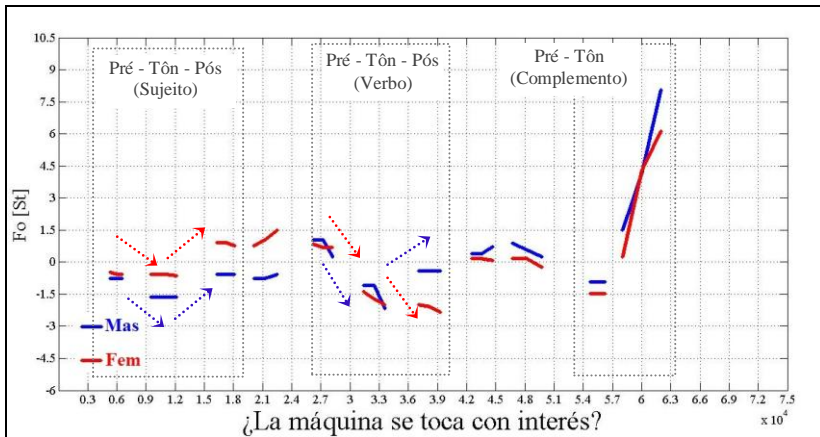 10.5
9
7.5
6
4.5
3
1.5
0
-1.5
-3
-4.5
-6
Fo [St]
Pré - Tôn - Pós
(Sujeito)
Pré - Tôn - Pós
(Verbo)
Pré - Tôn
(Complemento)
Mas
Fem
0.3 0.6 0.9 1.2 1.5 1.8 2.1 2.4 2.7 3 3.3 3.6 3.9 4.2 4.5 4.8 5.1 5.4 5.7 6 6.3 6.6 6.9 7.2 7.5
x 10⁴
¿La máquina se toca con interés?